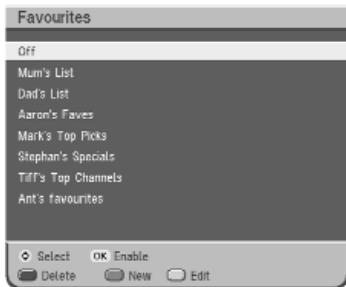 Favourites
Off
Mum's List
Dad's List
Aaron's Faves
Mark's Top Picks
Stephan's Specials
Tiff's Top Channels
Ant's favourites
Select OK Enable
Delete New Edit